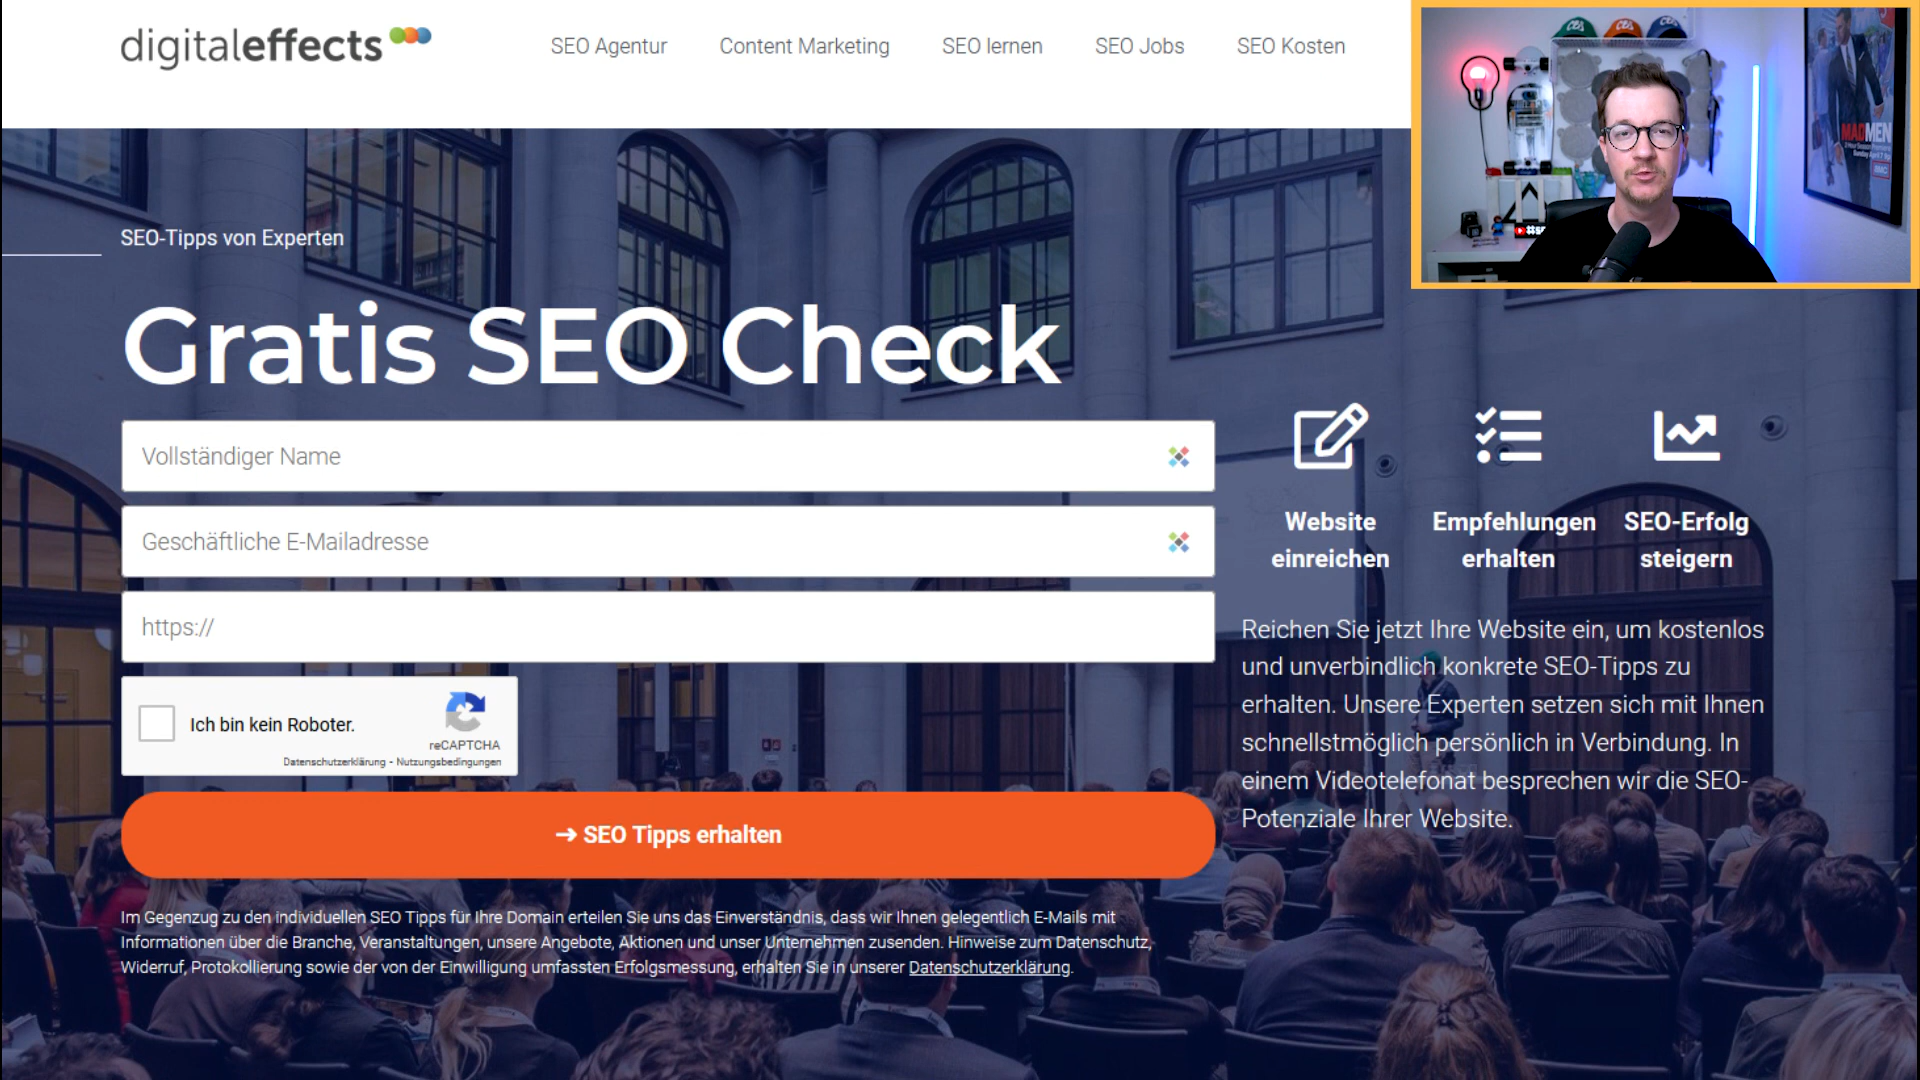 digitaleffects
SEO Agentur
Content Marketing
SEO lernen
SEO Jobs
SEO Kosten
MADMEN
SEO-Tipps von Experten
Gratis SEO Check
Vollständiger Name
Geschäftliche E-Mailadresse
https://
Ich bin kein Roboter.
reCAPTCHA
Datenschutzerklärung - Nutzungsbedingungen
➔ SEO Tipps erhalten
Im Gegenzug zu den individuellen SEO Tipps für Ihre Domain erteilen Sie uns das Einverständnis, dass wir Ihnen gelegentlich E-Mails mit
Informationen über die Branche, Veranstaltungen, unsere Angebote, Aktionen und unser Unternehmen zusenden. Hinweise zum Datenschutz,
Widerruf, Protokollierung sowie der von der Einwilligung umfassten Erfolgsmessung, erhalten Sie in unserer Datenschutzerklärung.
Website
einreichen
Empfehlungen
erhalten
SEO-Erfolg
steigern
Reichen Sie jetzt Ihre Website ein, um kostenlos
und unverbindlich konkrete SEO-Tipps zu
erhalten. Unsere Experten setzen sich mit Ihnen
schnellstmöglich persönlich in Verbindung. In
einem Videotelefonat besprechen wir die SEO-
Potenziale Ihrer Website.